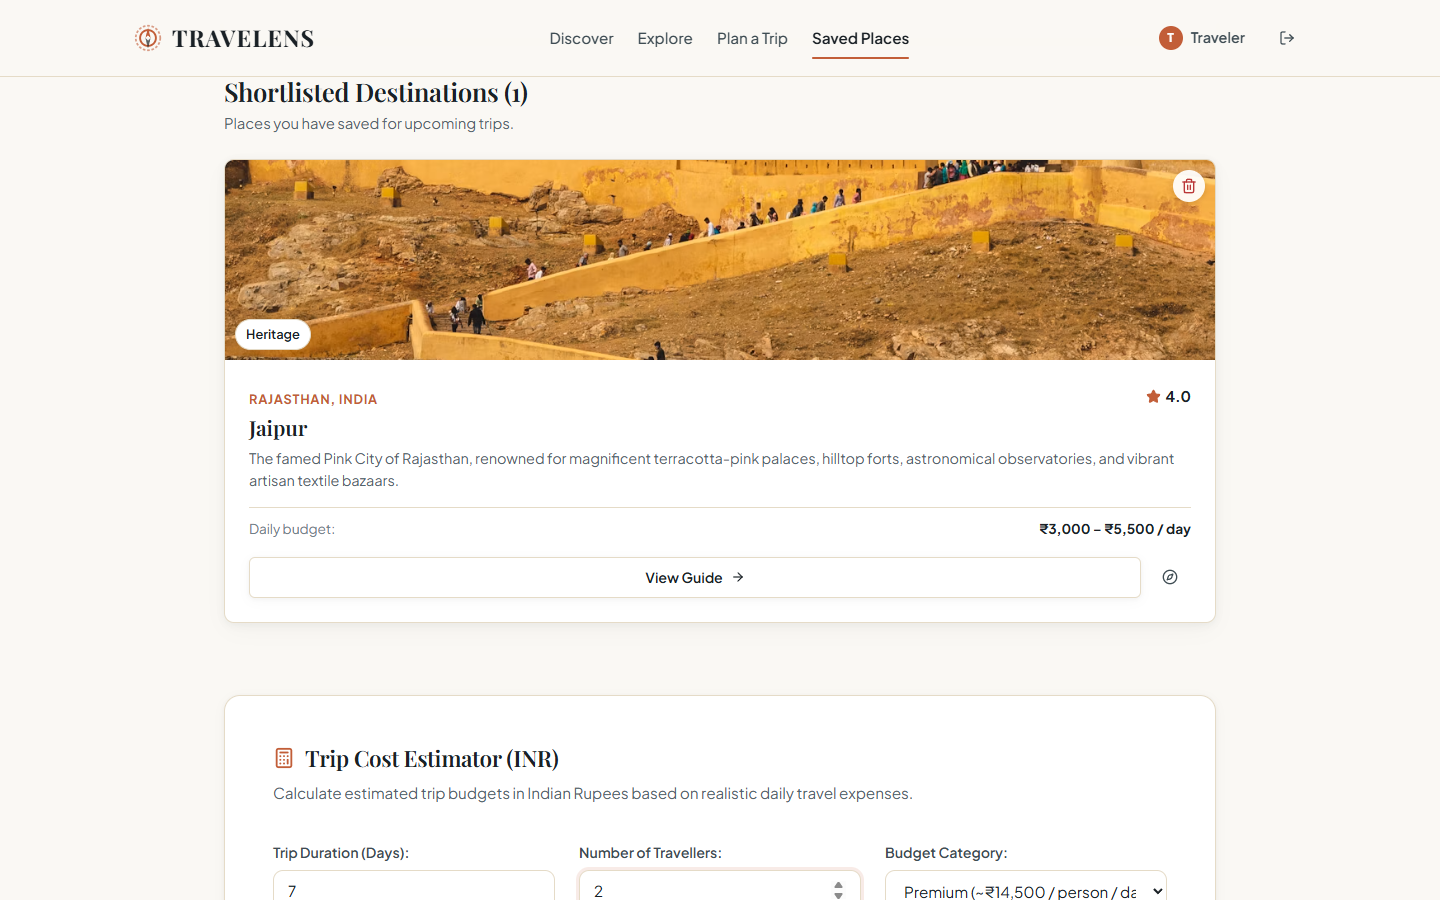 TRAVELENS
Discover
Explore
Plan a Trip
Saved Places
T
Traveler
Shortlisted Destinations (1)
Places you have saved for upcoming trips.
Heritage
RAJASTHAN, INDIA
4.0
Jaipur
The famed Pink City of Rajasthan, renowned for magnificent terracotta-pink palaces, hilltop forts, astronomical observatories, and vibrant
artisan textile bazaars.
Daily budget:
₹3,000 – ₹5,500 / day
View Guide
Trip Cost Estimator (INR)
Calculate estimated trip budgets in Indian Rupees based on realistic daily travel expenses.
Trip Duration (Days):
Number of Travellers:
Budget Category:
7
2
Premium (~₹14,500 / person / da